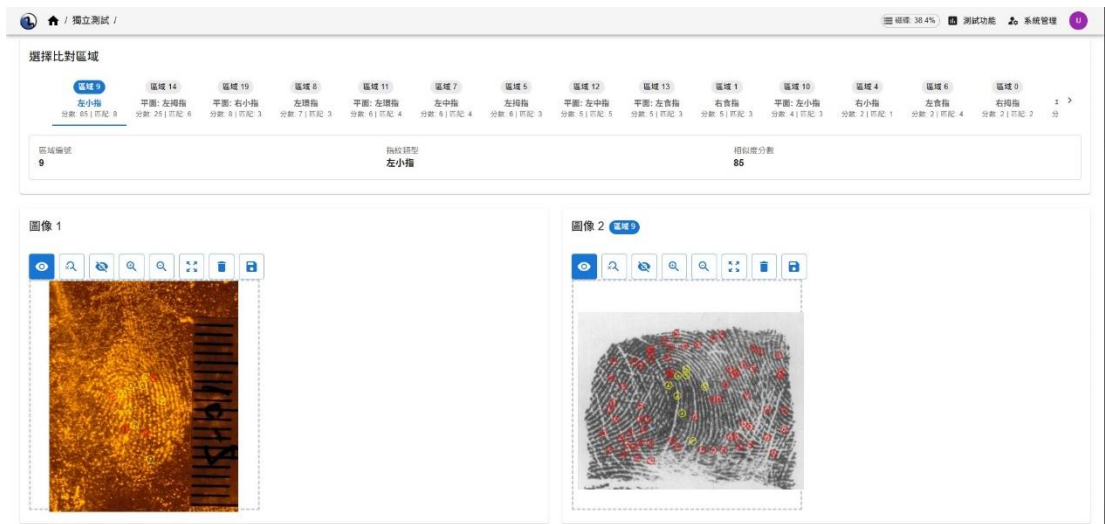 / 獨立測試 /
磁碟: 38.4%
測試功能
系統管理
U
選擇比對區域
區域 9 區域 14 區域 19 區域 8 區域 11 區域 7 區域 5 區域 12 區域 13 區域 1 區域 10 區域 4 區域 6 區域 0
左小指 平面: 左拇指 平面: 右小指 左環指 平面: 左環指 左中指 左拇指 平面: 左中指 平面: 左食指 右食指 平面: 左小指 右小指 左食指 右拇指
分數: 85 | 匹配: 8 分數: 25 | 匹配: 6 分數: 8 | 匹配: 3 分數: 7 | 匹配: 3 分數: 6 | 匹配: 4 分數: 6 | 匹配: 4 分數: 6 | 匹配: 3 分數: 5 | 匹配: 5 分數: 5 | 匹配: 3 分數: 5 | 匹配: 3 分數: 4 | 匹配: 3 分數: 2 | 匹配: 1 分數: 2 | 匹配: 4 分數: 2 | 匹配: 2 分
區域編號 指紋類型 相似度分數
9 左小指 85
圖像 1
圖像 2 區域 9